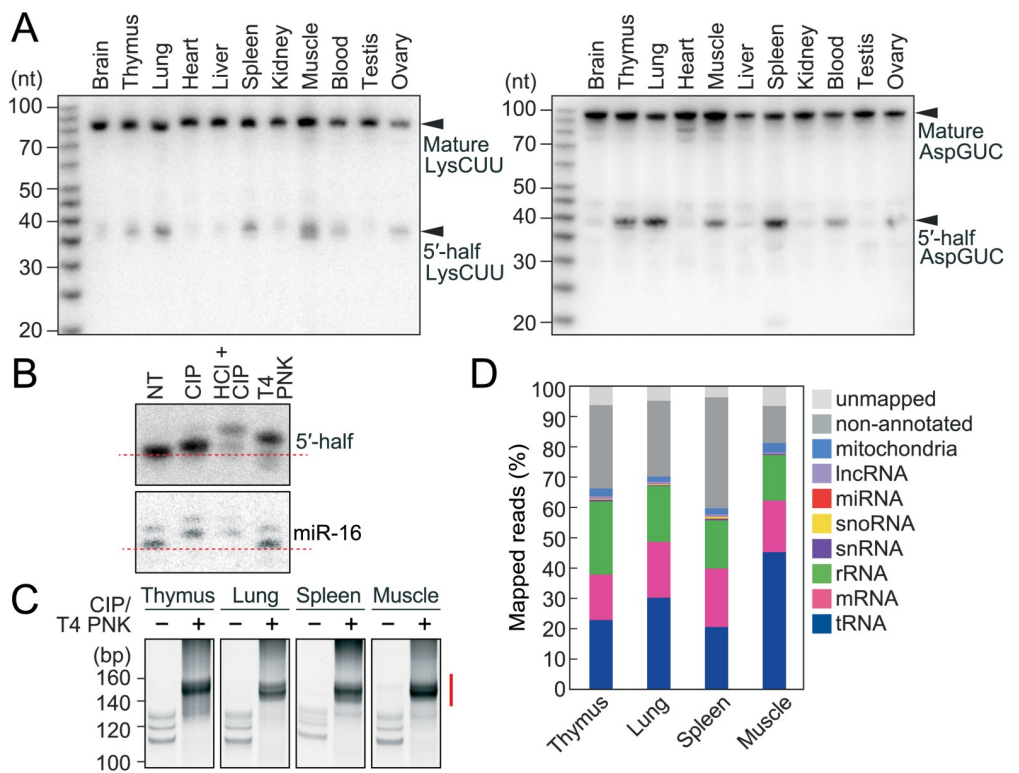 A
(nt)
Brain
Thymus
Lung
Heart
Liver
Spleen
Kidney
Muscle
Blood
Testis
Ovary
100
70
50
40
30
20
Mature
LysCUU
5′-half
LysCUU
(nt)
Brain
Thymus
Lung
Heart
Muscle
Liver
Spleen
Kidney
Blood
Testis
Ovary
100
70
50
40
30
20
Mature
AspGUC
5′-half
AspGUC
B
NT
CIP
HCl +
CIP
T4
PNK
5′-half
miR-16
C
CIP/
T4 PNK
Thymus
Lung
Spleen
Muscle
− + − + − + − +
(bp)
160
140
120
100
D
Mapped reads (%)
100
90
80
70
60
50
40
30
20
10
0
Thymus
Lung
Spleen
Muscle
unmapped
non-annotated
mitochondria
lncRNA
miRNA
snoRNA
snRNA
rRNA
mRNA
tRNA